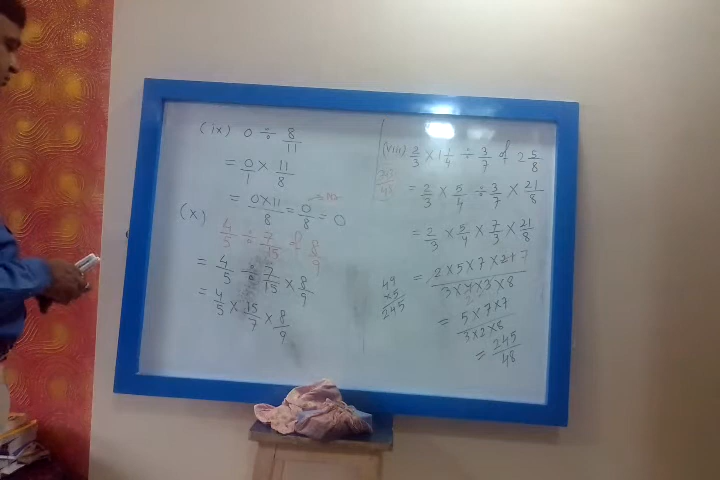 (ix) 0 ÷ 8/11
= 0/1 × 11/8
= 0×11/8 = 0/8 = 0
(x) 4/5 ÷ 7/15 of 8/9
= 4/5 ÷ 7/15 × 8/9
= 4/5 × 15/7 × 8/9
(viii) 2/3 × 1 1/4 ÷ 3/7 of 2 5/8
= 2/3 × 5/4 ÷ 3/7 × 21/8
= 2/3 × 5/4 × 7/3 × 21/8
= 2×5×7×21 7/3×4×3×8
49
×5
245
= 5×7×7/3×2×8
= 245/48